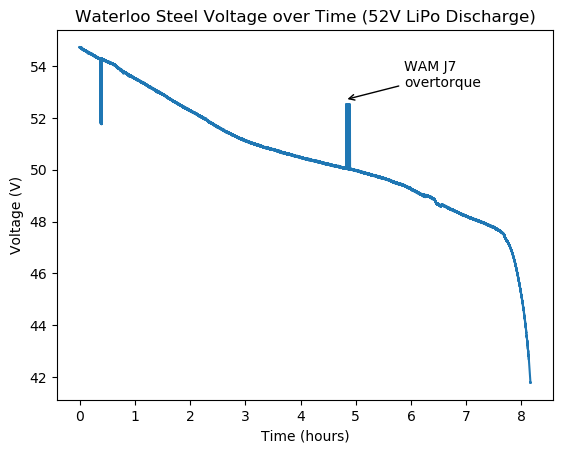 Waterloo Steel Voltage over Time (52V LiPo Discharge)
54
52
50
48
46
44
42
Voltage (V)
WAM J7
overtorque
0 1 2 3 4 5 6 7 8
Time (hours)